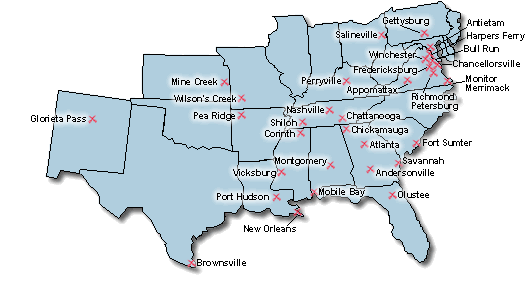 Gettysburg
Antietam
Salineville
Harpers Ferry
Bull Run
Winchester
Chancellorsville
Fredericksburg
Mine Creek
Perryville
Monitor
Merrimack
Appomattax
Richmond
Petersburg
Wilson's Creek
Nashville
Pea Ridge
Chattanooga
Glorieta Pass
Shiloh
Chickamauga
Corinth
Atlanta
Fort Sumter
Montgomery
Savannah
Vicksburg
Andersonville
Port Hudson
Mobile Bay
Olustee
New Orleans
Brownsville